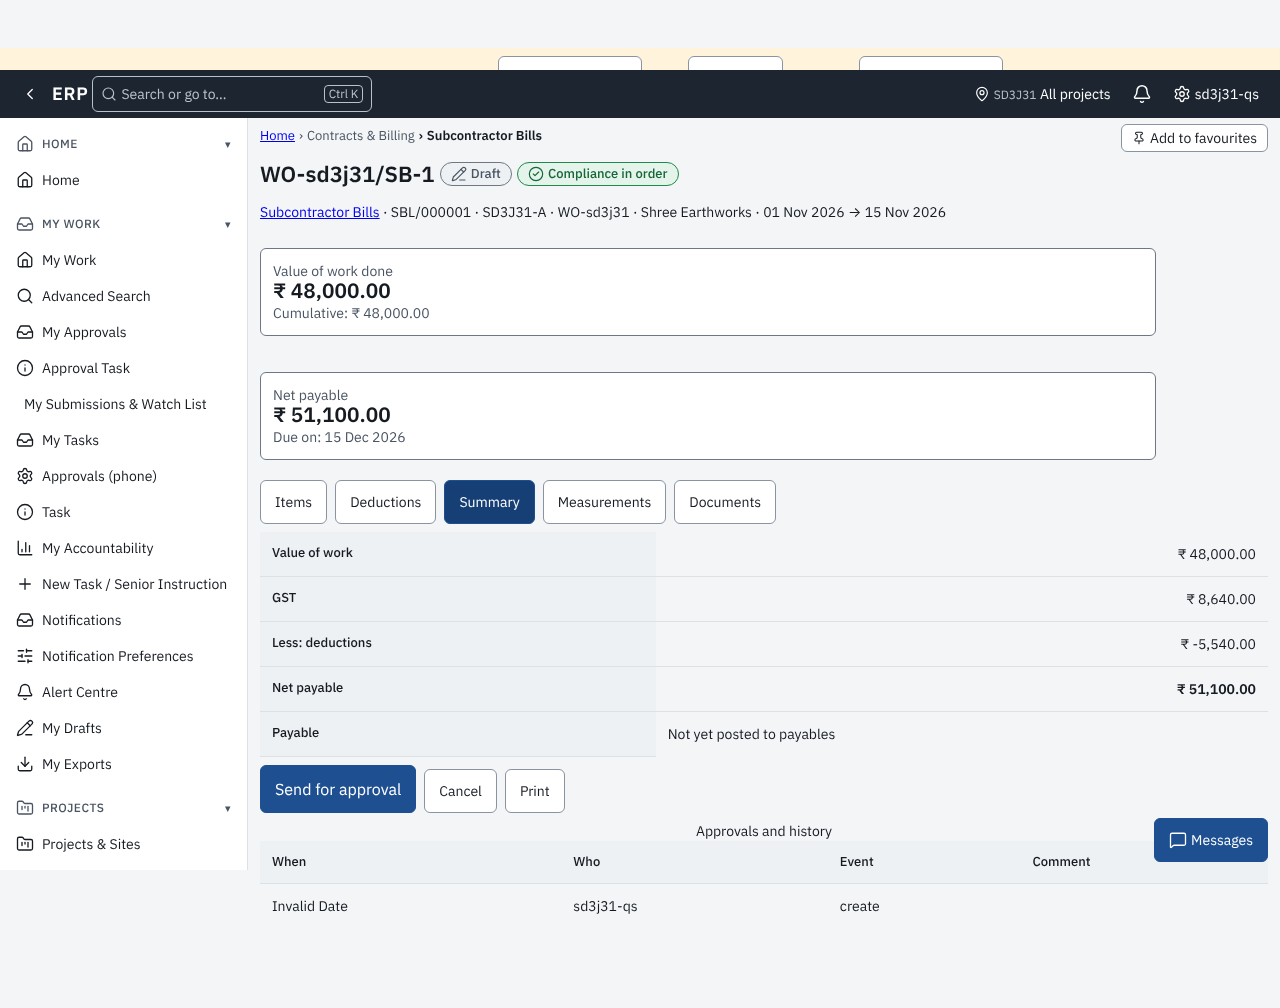 ERP
Search or go to...
Ctrl K
SD3J31 All projects
sd3j31-qs
HOME
Home
MY WORK
My Work
Advanced Search
My Approvals
Approval Task
My Submissions & Watch List
My Tasks
Approvals (phone)
Task
My Accountability
New Task / Senior Instruction
Notifications
Notification Preferences
Alert Centre
My Drafts
My Exports
PROJECTS
Projects & Sites
Home › Contracts & Billing › Subcontractor Bills
Add to favourites
WO-sd3j31/SB-1 Draft Compliance in order
Subcontractor Bills · SBL/000001 · SD3J31-A · WO-sd3j31 · Shree Earthworks · 01 Nov 2026 → 15 Nov 2026
Value of work done
₹ 48,000.00
Cumulative: ₹ 48,000.00
Net payable
₹ 51,100.00
Due on: 15 Dec 2026
Items Deductions Summary Measurements Documents
Value of work ₹ 48,000.00
GST ₹ 8,640.00
Less: deductions ₹ -5,540.00
Net payable ₹ 51,100.00
Payable Not yet posted to payables
Send for approval Cancel Print
Approvals and history
Messages
When Who Event Comment
Invalid Date sd3j31-qs create